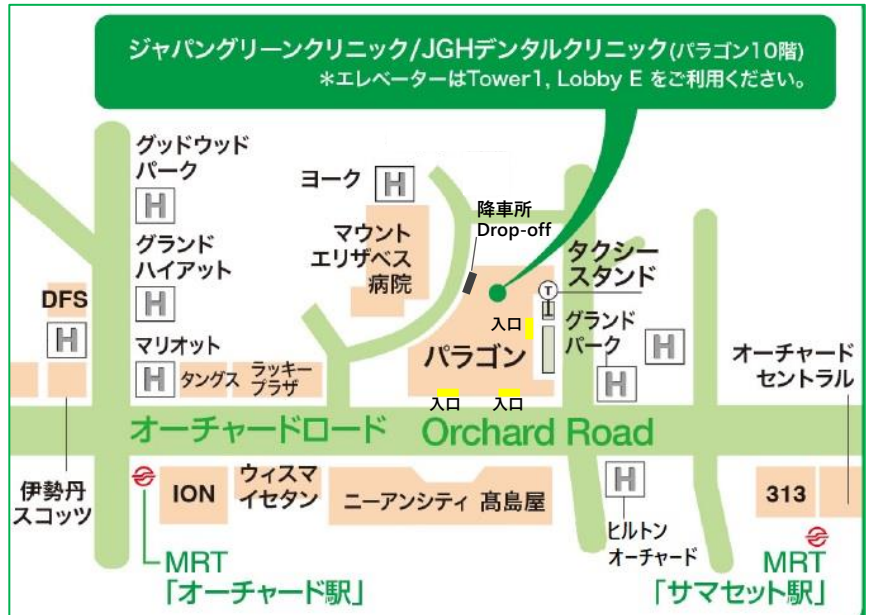 ジャパングリーンクリニック/JGHデンタルクリニック(パラゴン10階)
＊エレベーターはTower1, Lobby E をご利用ください。
グッドウッド
パーク
H
ヨーク
H
降車所
Drop-off
マウント
エリザベス
病院
グランド
ハイアット
H
タクシー
スタンド
T
DFS
H
入口
グランド
パーク
H
H
パラゴン
マリオット
H
タングス
ラッキー
プラザ
オーチャード
セントラル
入口
入口
オーチャードロード
Orchard Road
伊勢丹
スコッツ
ION
ウィスマ
イセタン
ニーアンシティ 髙島屋
H
ヒルトン
オーチャード
313
MRT
「オーチャード駅」
MRT
「サマセット駅」